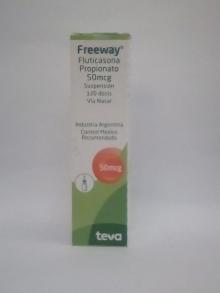 Freeway®
Fluticasona
Propionato
50mcg
Suspensión
120 dosis
Vía Nasal
Industria Argentina
Control Médico
Recomendado
50mcg
teva